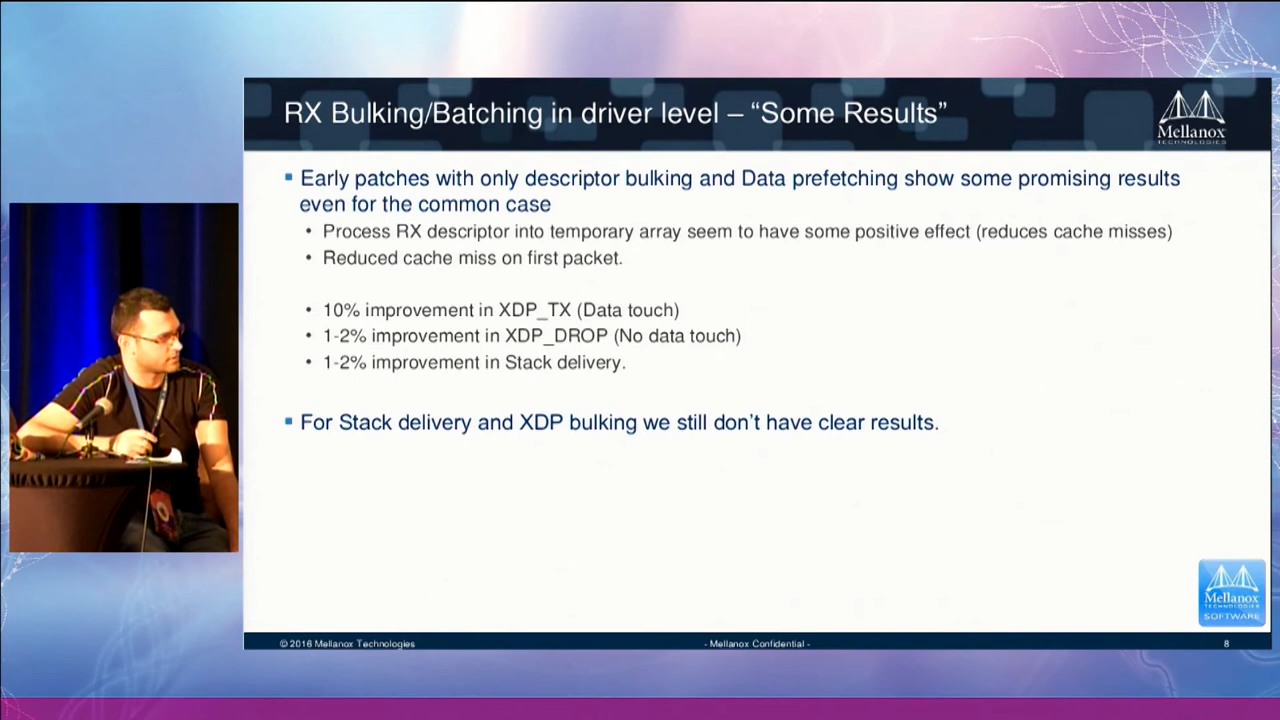 RX Bulking/Batching in driver level – “Some Results”
Mellanox
TECHNOLOGIES
▪ Early patches with only descriptor bulking and Data prefetching show some promising results
even for the common case
• Process RX descriptor into temporary array seem to have some positive effect (reduces cache misses)
• Reduced cache miss on first packet.
• 10% improvement in XDP_TX (Data touch)
• 1-2% improvement in XDP_DROP (No data touch)
• 1-2% improvement in Stack delivery.
▪ For Stack delivery and XDP bulking we still don’t have clear results.
Mellanox
TECHNOLOGIES
SOFTWARE
© 2016 Mellanox Technologies
- Mellanox Confidential -
8